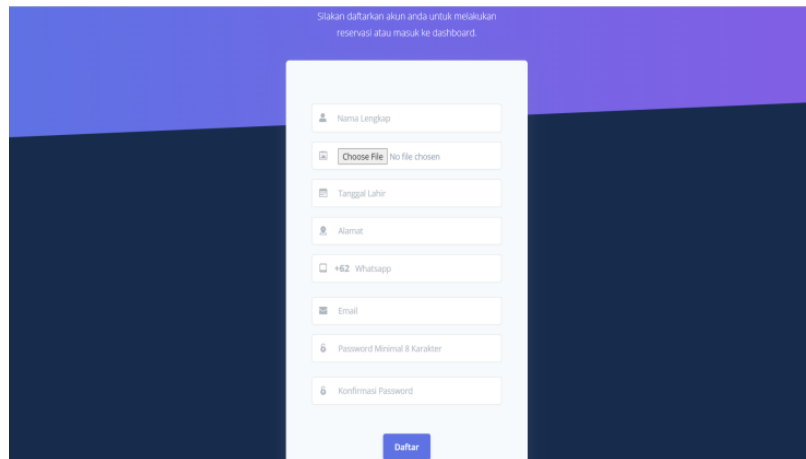 Silakan daftarkan akun anda untuk melakukan
reservasi atau masuk ke dashboard.
Nama Lengkap
Choose File No file chosen
Tanggal Lahir
Alamat
+62 Whatsapp
Email
Password Minimal 8 Karakter
Konfirmasi Password
Daftar